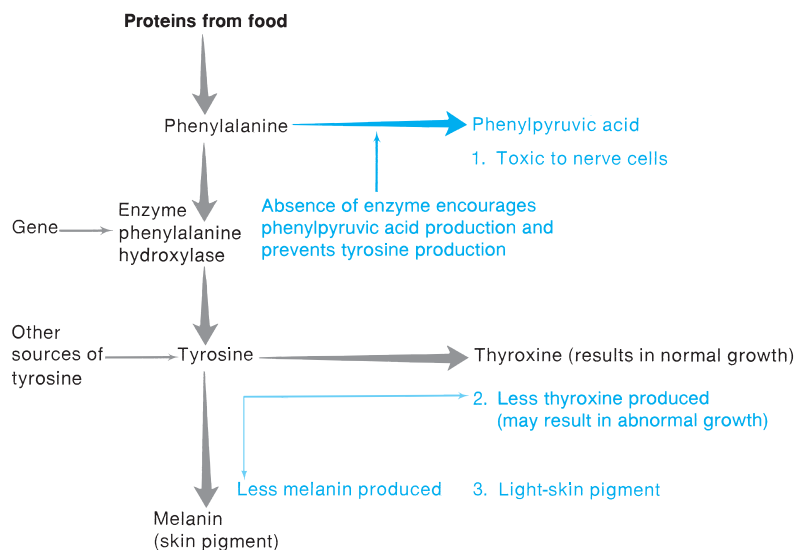 Proteins from food
Phenylalanine
Phenylpyruvic acid
1. Toxic to nerve cells
Gene
Enzyme
phenylalanine
hydroxylase
Absence of enzyme encourages
phenylpyruvic acid production and
prevents tyrosine production
Other
sources of
tyrosine
Tyrosine
Thyroxine (results in normal growth)
2. Less thyroxine produced
(may result in abnormal growth)
Less melanin produced
3. Light-skin pigment
Melanin
(skin pigment)